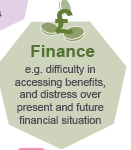 s
£
Finance
e.g. difficulty in
accessing benefits,
and distress over
present and future
financial situation